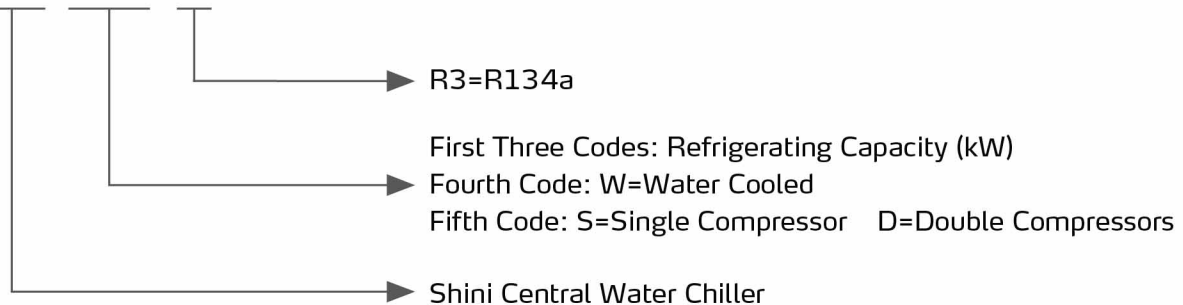 R3=R134a
First Three Codes: Refrigerating Capacity (kW)
Fourth Code: W=Water Cooled
Fifth Code: S=Single Compressor D=Double Compressors
Shini Central Water Chiller